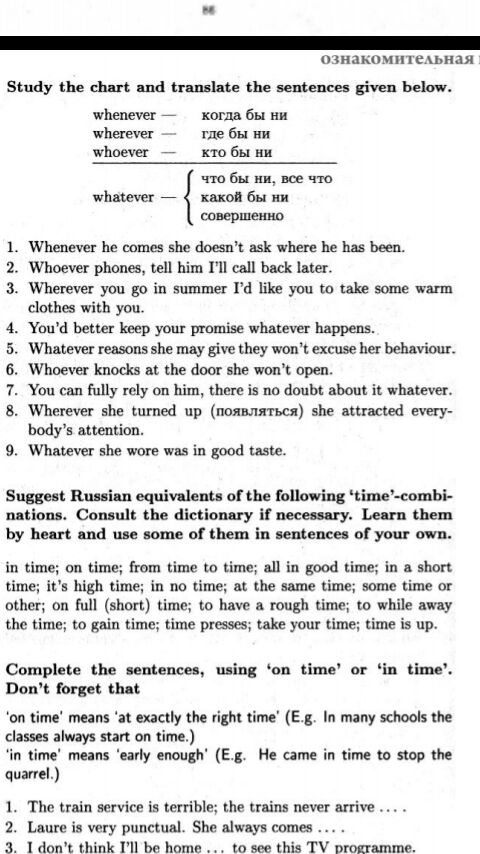 ознакомительная
Study the chart and translate the sentences given below.
whenever — когда бы ни
wherever — где бы ни
whoever — кто бы ни
whatever — { что бы ни, все что
какой бы ни
совершенно
1. Whenever he comes she doesn't ask where he has been.
2. Whoever phones, tell him I'll call back later.
3. Wherever you go in summer I'd like you to take some warm
clothes with you.
4. You'd better keep your promise whatever happens.
5. Whatever reasons she may give they won't excuse her behaviour.
6. Whoever knocks at the door she won't open.
7. You can fully rely on him, there is no doubt about it whatever.
8. Wherever she turned up (появляться) she attracted every-
body's attention.
9. Whatever she wore was in good taste.
Suggest Russian equivalents of the following 'time'-combi-
nations. Consult the dictionary if necessary. Learn them
by heart and use some of them in sentences of your own.
in time; on time; from time to time; all in good time; in a short
time; it's high time; in no time; at the same time; some time or
other; on full (short) time; to have a rough time; to while away
the time; to gain time; time presses; take your time; time is up.
Complete the sentences, using 'on time' or 'in time'.
Don't forget that
'on time' means 'at exactly the right time' (E.g. In many schools the
classes always start on time.)
'in time' means 'early enough' (E.g. He came in time to stop the
quarrel.)
1. The train service is terrible; the trains never arrive ....
2. Laure is very punctual. She always comes ....
3. I don't think I'll be home ... to see this TV programme.